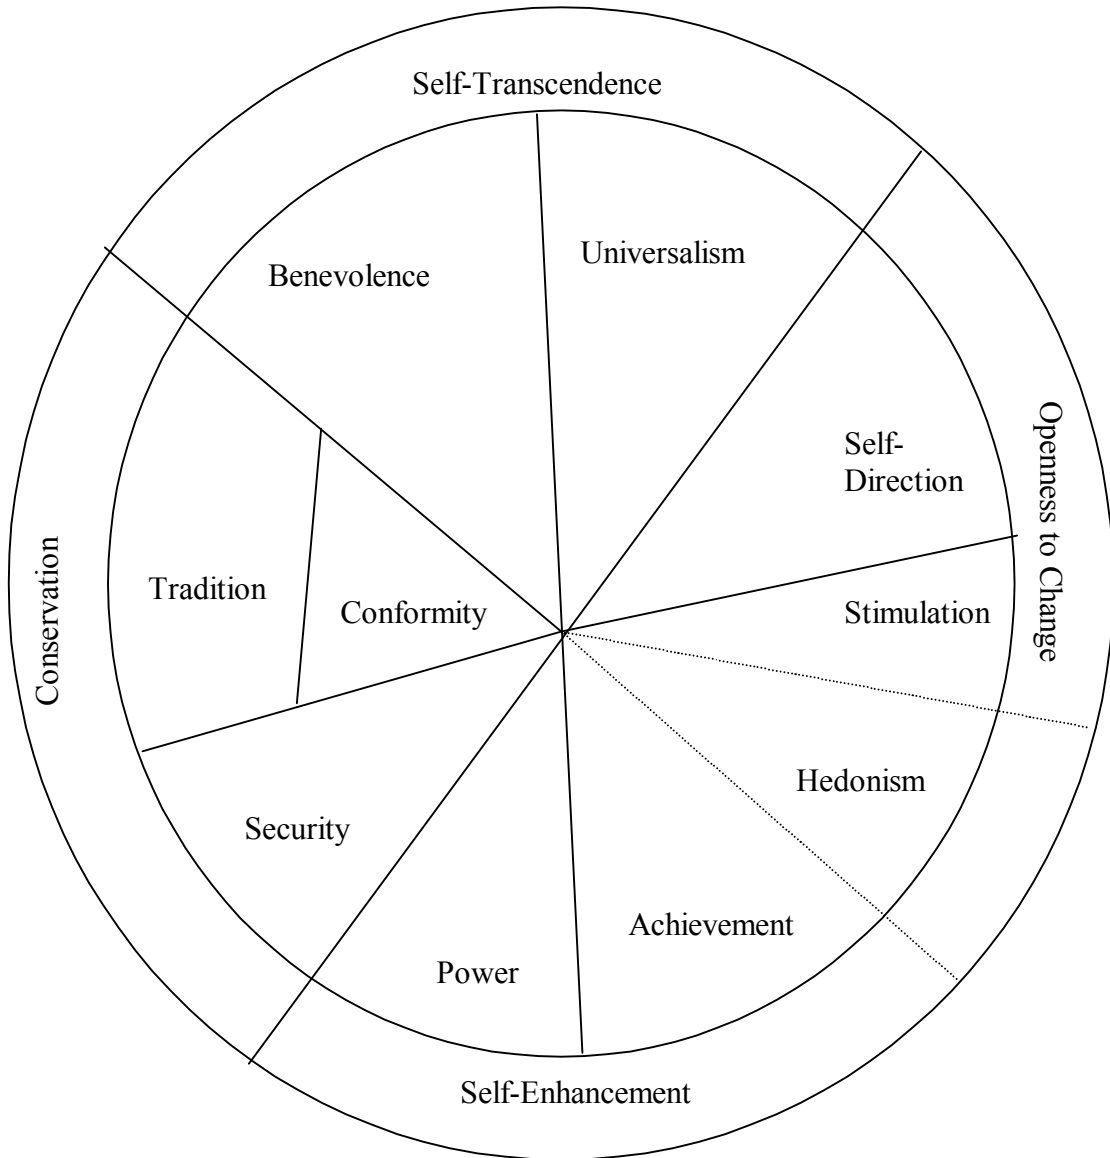 Self-Transcendence
Universalism
Benevolence
Self-
Direction
Openness to Change
Stimulation
Tradition
Conformity
Conservation
Hedonism
Security
Achievement
Power
Self-Enhancement